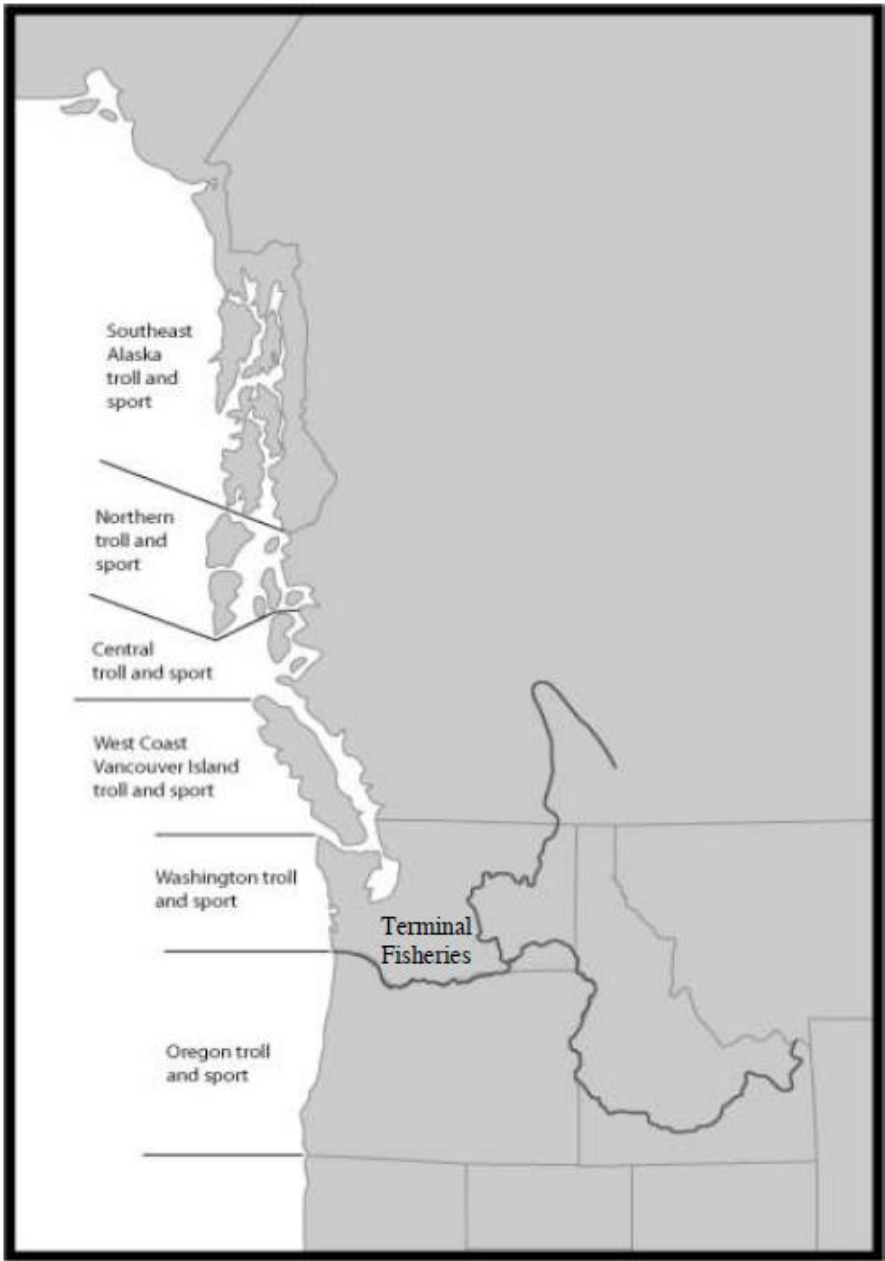 Southeast
Alaska
troll and
sport
Northern
troll and
sport
Central
troll and sport
West Coast
Vancouver Island
troll and sport
Washington troll
and sport
Terminal
Fisheries
Oregon troll
and sport